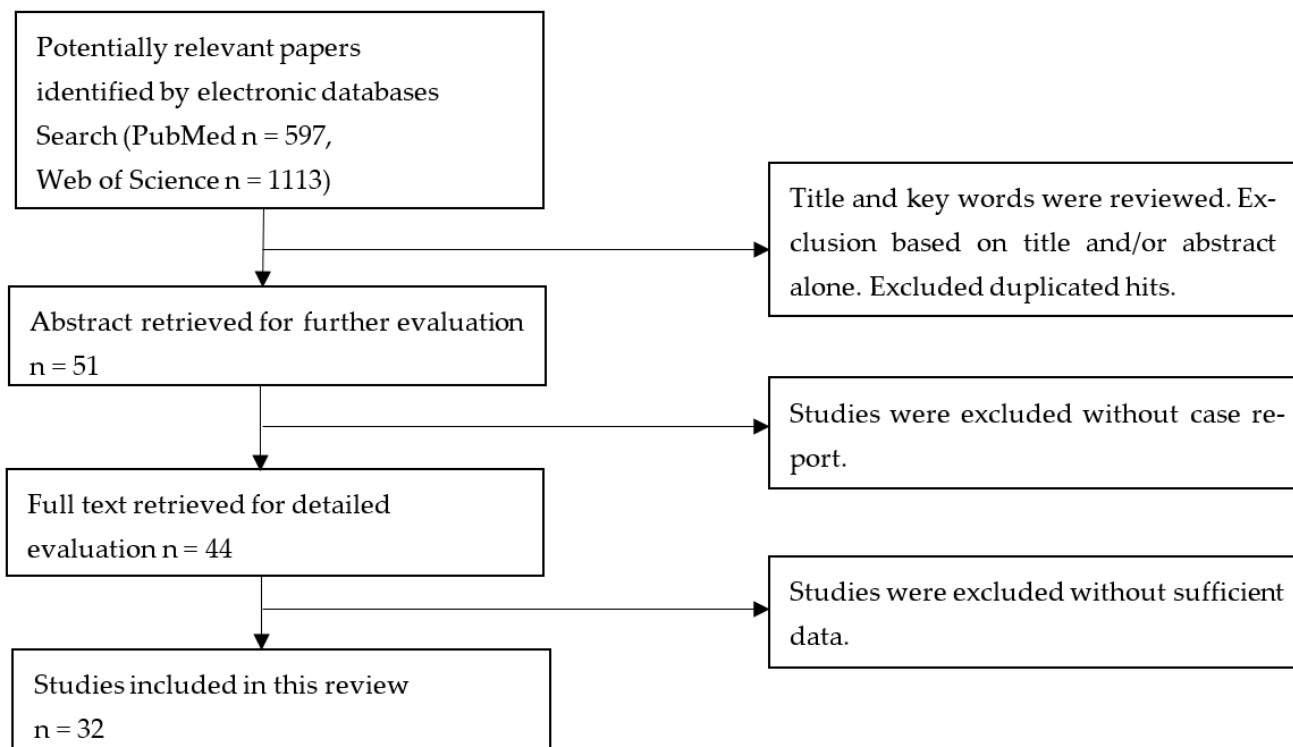 Potentially relevant papers
identified by electronic databases
Search (PubMed n = 597,
Web of Science n = 1113)
Title and key words were reviewed. Ex-
clusion based on title and/or abstract
alone. Excluded duplicated hits.
Abstract retrieved for further evaluation
n = 51
Studies were excluded without case re-
port.
Full text retrieved for detailed
evaluation n = 44
Studies were excluded without sufficient
data.
Studies included in this review
n = 32